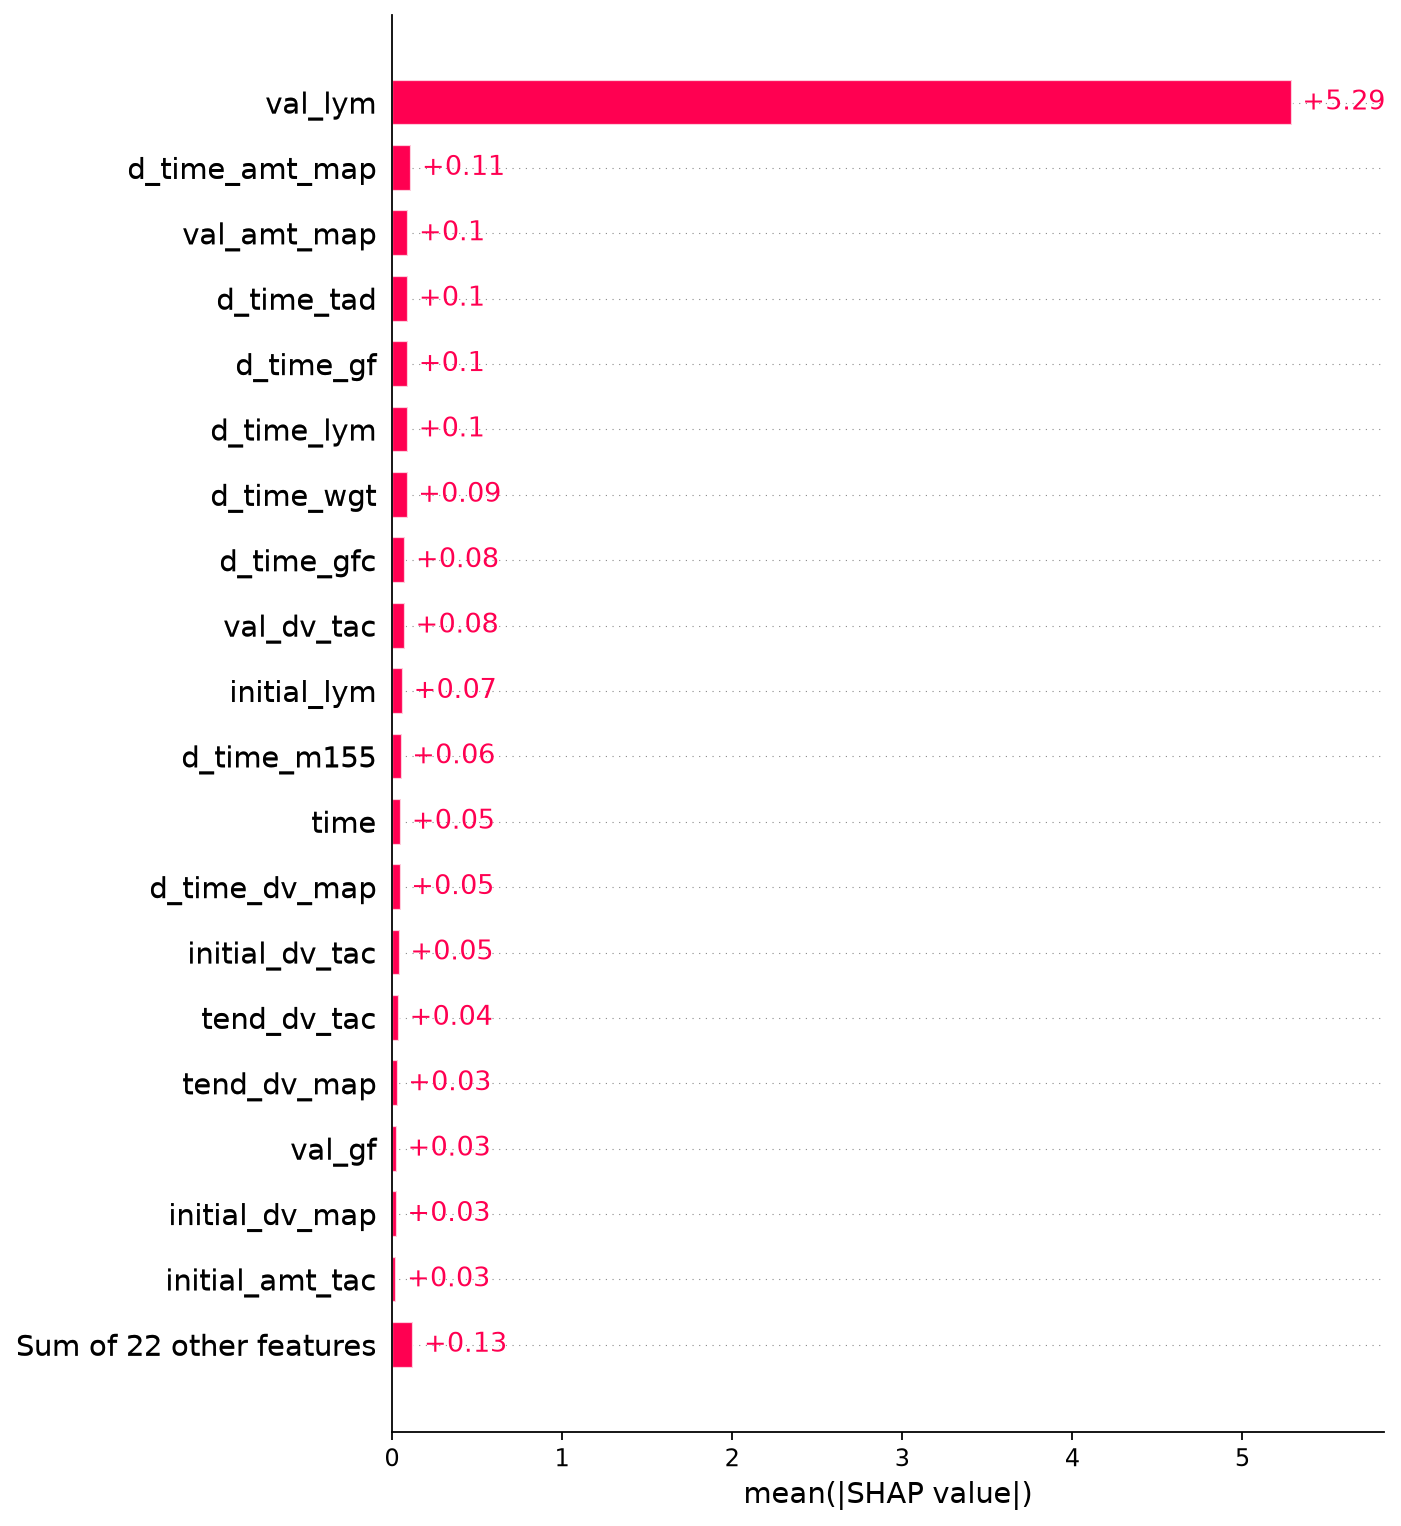 val_lym +5.29
d_time_amt_map +0.11
val_amt_map +0.1
d_time_tad +0.1
d_time_gf +0.1
d_time_lym +0.1
d_time_wgt +0.09
d_time_gfc +0.08
val_dv_tac +0.08
initial_lym +0.07
d_time_m155 +0.06
time +0.05
d_time_dv_map +0.05
initial_dv_tac +0.05
tend_dv_tac +0.04
tend_dv_map +0.03
val_gf +0.03
initial_dv_map +0.03
initial_amt_tac +0.03
Sum of 22 other features +0.13
0 1 2 3 4 5
mean(|SHAP value|)